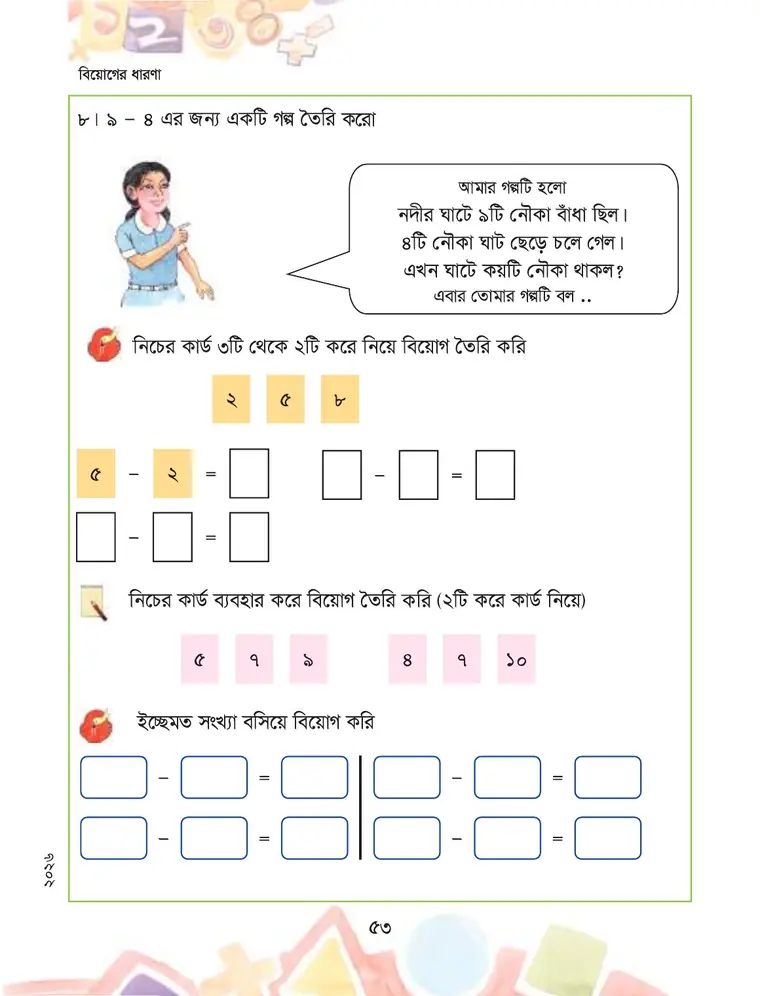 বিয়োগের ধারণা
৮। ৯ – ৪ এর জন্য একটি গল্প তৈরি করো
আমার গল্পটি হলো
নদীর ঘাটে ৯টি নৌকা বাঁধা ছিল।
৪টি নৌকা ঘাট ছেড়ে চলে গেল।
এখন ঘাটে কয়টি নৌকা থাকল?
এবার তোমার গল্পটি বল ..
নিচের কার্ড ৩টি থেকে ২টি করে নিয়ে বিয়োগ তৈরি করি
২ ৫ ৮
৫ – ২ = – =
– =
নিচের কার্ড ব্যবহার করে বিয়োগ তৈরি করি (২টি করে কার্ড নিয়ে)
৫ ৭ ৯ ৪ ৭ ১০
ইচ্ছেমত সংখ্যা বসিয়ে বিয়োগ করি
– = – =
– = – =
২০২৬
৫৩